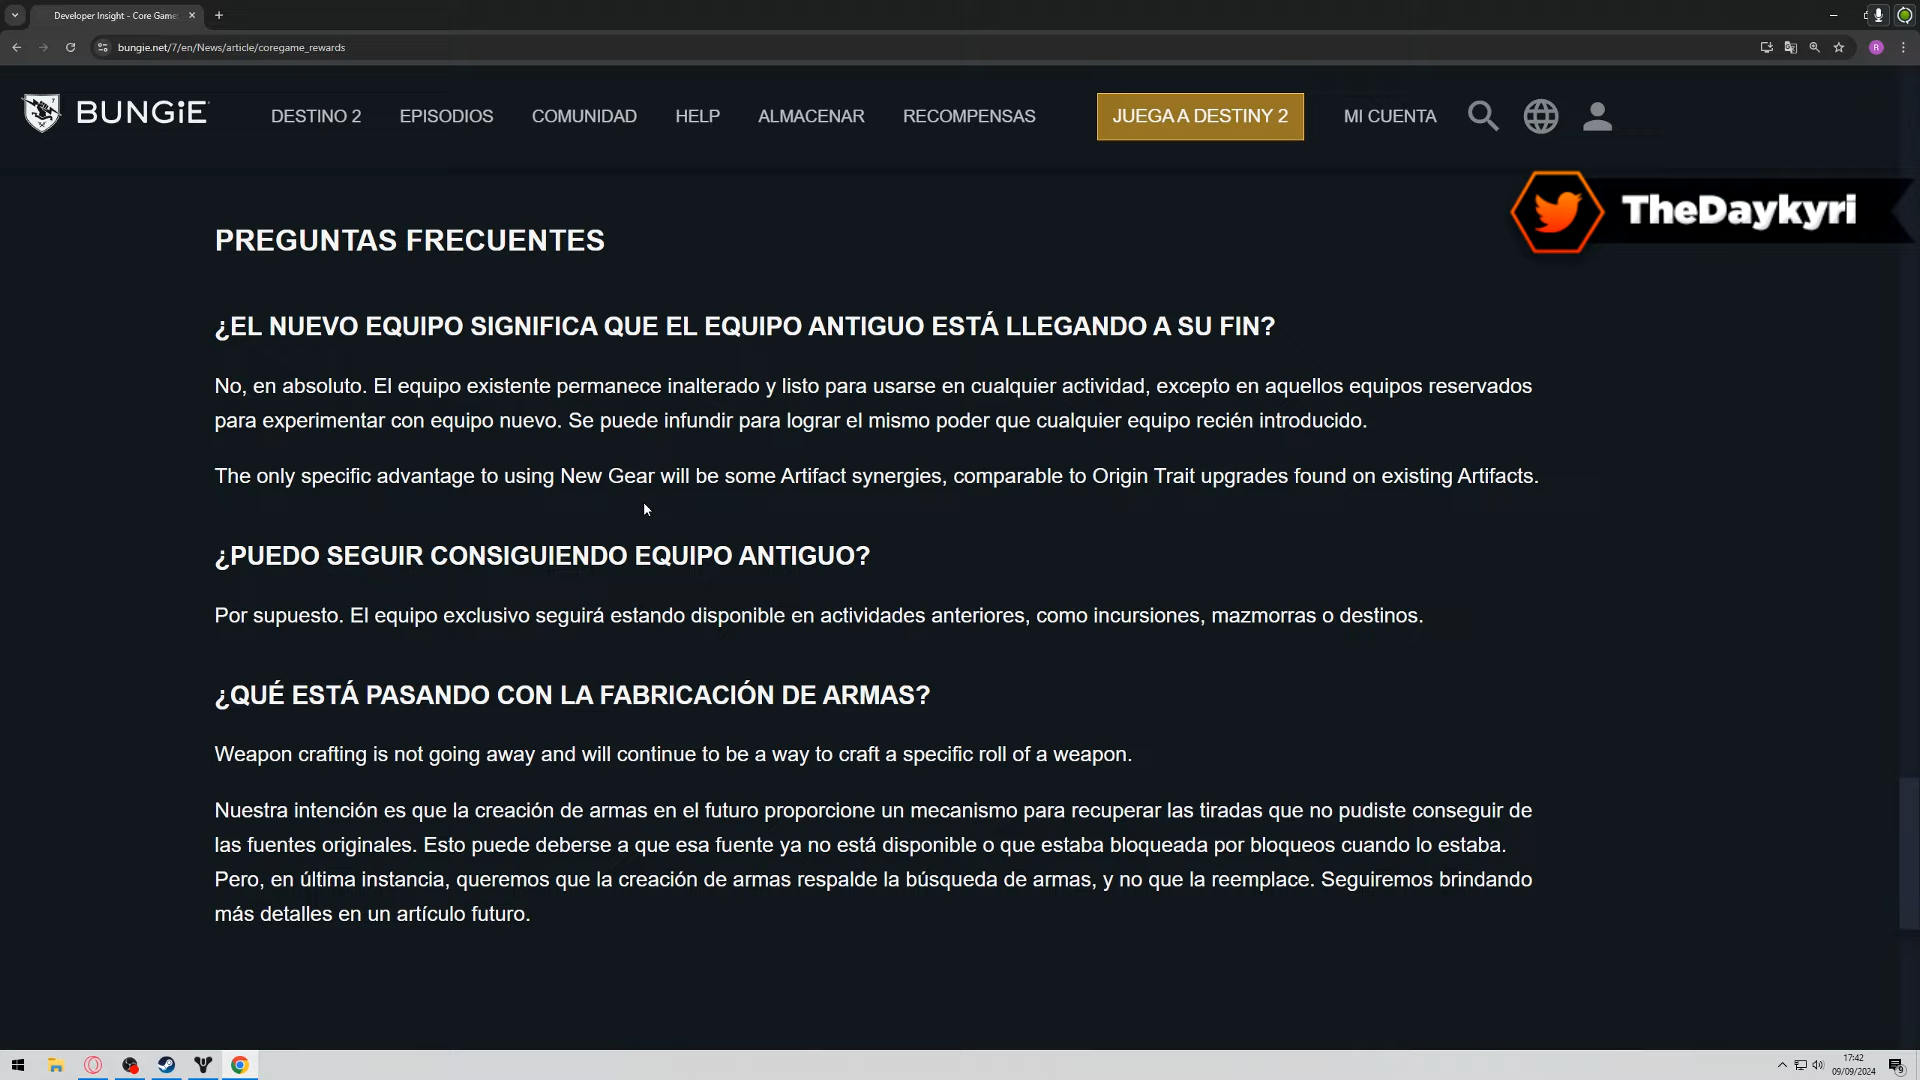 Developer Insight - Core Game
bungie.net/7/en/News/article/coregame_rewards
R
BUNGiE
DESTINO 2
EPISODIOS
COMUNIDAD
HELP
ALMACENAR
RECOMPENSAS
JUEGA A DESTINY 2
MI CUENTA
TheDaykyri
PREGUNTAS FRECUENTES
¿EL NUEVO EQUIPO SIGNIFICA QUE EL EQUIPO ANTIGUO ESTÁ LLEGANDO A SU FIN?
No, en absoluto. El equipo existente permanece inalterado y listo para usarse en cualquier actividad, excepto en aquellos equipos reservados
para experimentar con equipo nuevo. Se puede infundir para lograr el mismo poder que cualquier equipo recién introducido.
The only specific advantage to using New Gear will be some Artifact synergies, comparable to Origin Trait upgrades found on existing Artifacts.
¿PUEDO SEGUIR CONSIGUIENDO EQUIPO ANTIGUO?
Por supuesto. El equipo exclusivo seguirá estando disponible en actividades anteriores, como incursiones, mazmorras o destinos.
¿QUÉ ESTÁ PASANDO CON LA FABRICACIÓN DE ARMAS?
Weapon crafting is not going away and will continue to be a way to craft a specific roll of a weapon.
Nuestra intención es que la creación de armas en el futuro proporcione un mecanismo para recuperar las tiradas que no pudiste conseguir de
las fuentes originales. Esto puede deberse a que esa fuente ya no está disponible o que estaba bloqueada por bloqueos cuando lo estaba.
Pero, en última instancia, queremos que la creación de armas respalde la búsqueda de armas, y no que la reemplace. Seguiremos brindando
más detalles en un artículo futuro.
17:42
09/09/2024
9